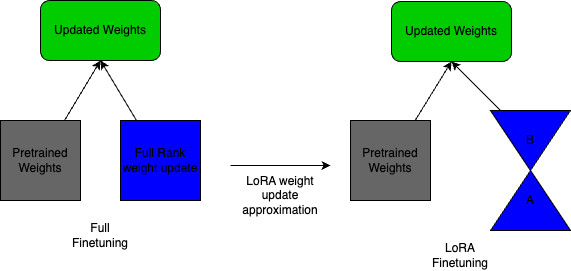 Updated Weights
Pretrained
Weights
Full Rank
weight update
Full
Finetuning
LoRA weight
update
approximation
Updated Weights
Pretrained
Weights
B
A
LoRA
Finetuning